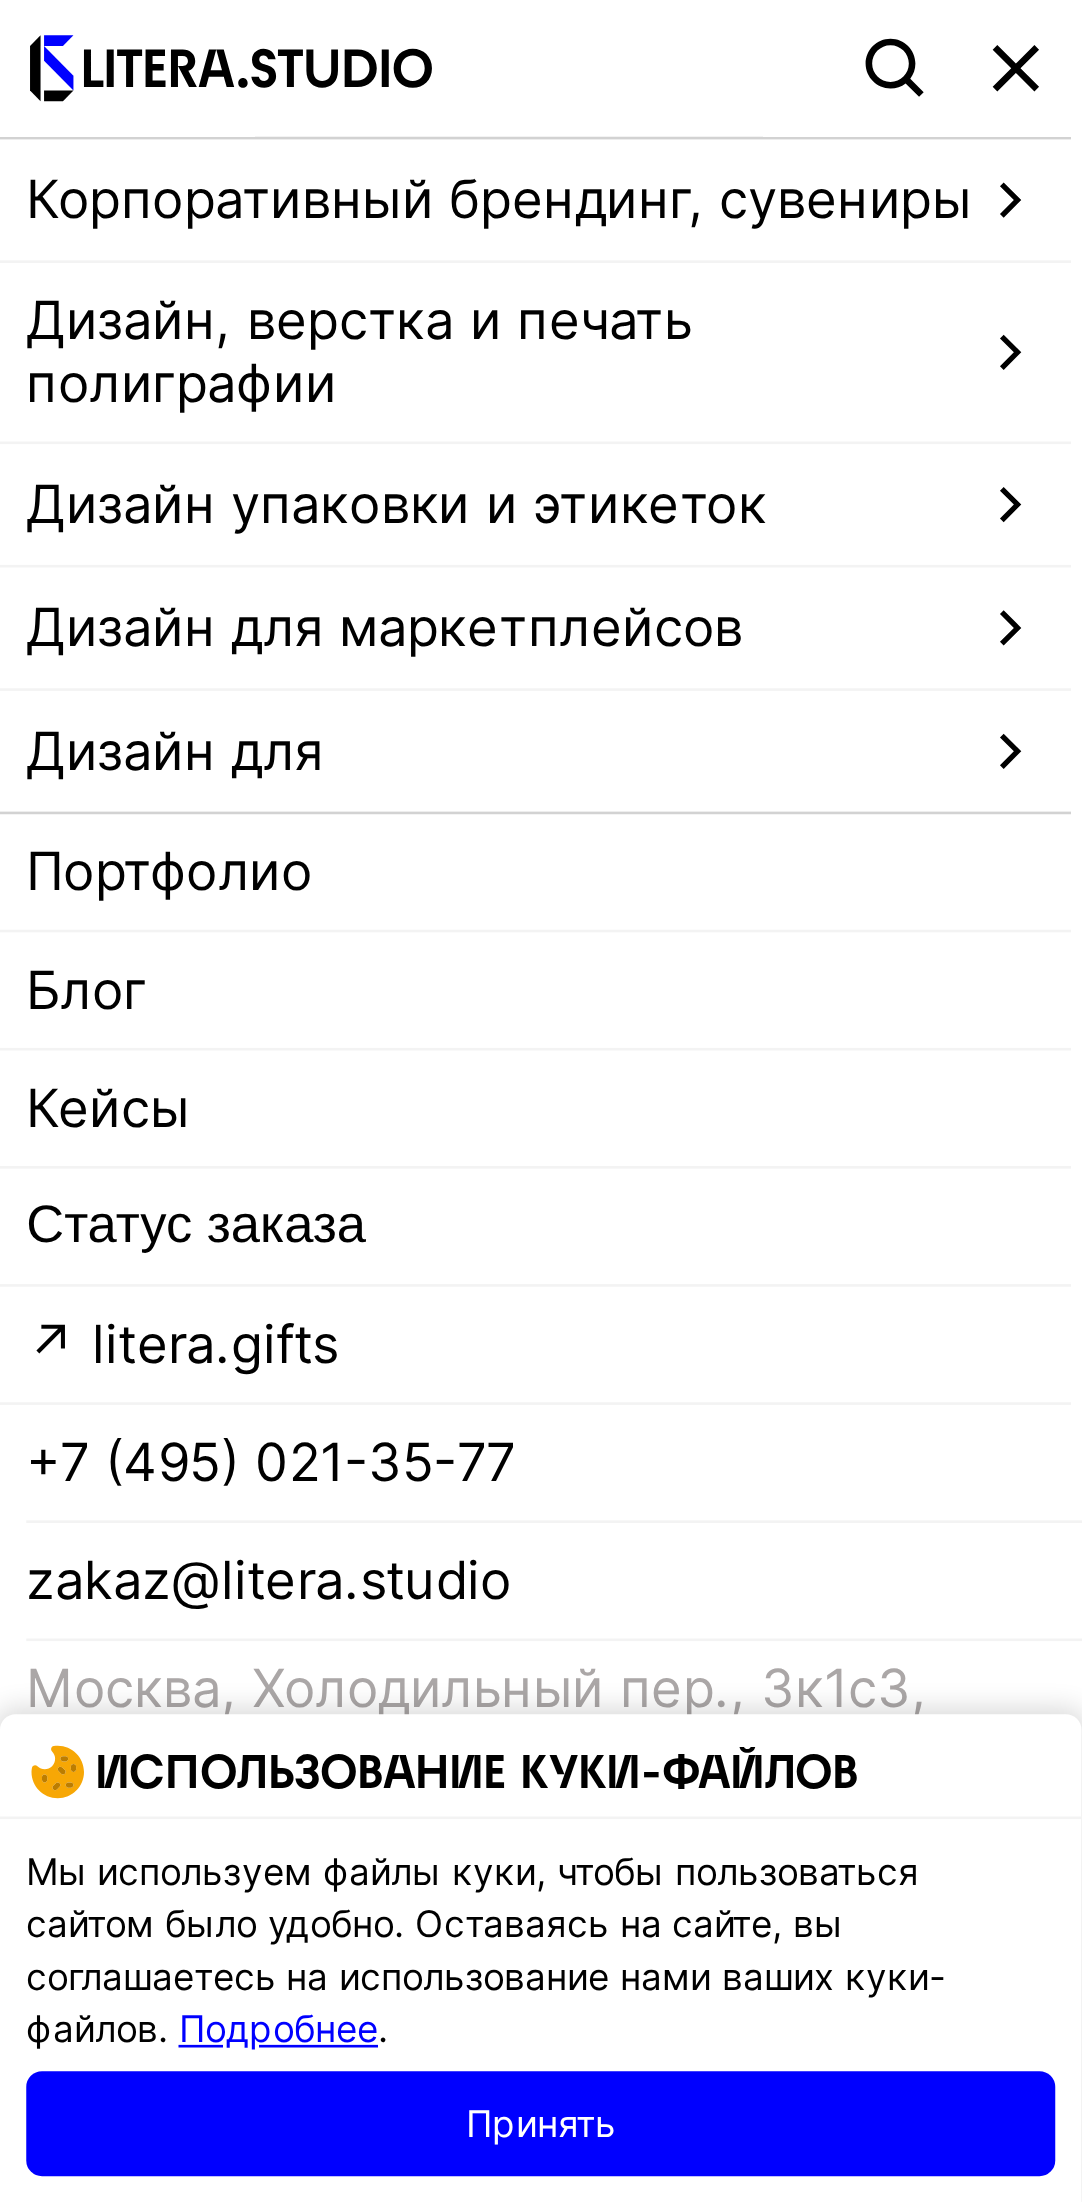 LITERA.STUDIO
Корпоративный брендинг, сувениры
Дизайн, верстка и печать
полиграфии
Дизайн упаковки и этикеток
Дизайн для маркетплейсов
Дизайн для
Портфолио
Блог
Кейсы
Статус заказа
litera.gifts
+7 (495) 021-35-77
zakaz@litera.studio
Москва, Холодильный пер., 3к1с3,
ИСПОЛЬЗОВАНИЕ КУКИ-ФАЙЛОВ
Мы используем файлы куки, чтобы пользоваться
сайтом было удобно. Оставаясь на сайте, вы
соглашаетесь на использование нами ваших куки-
файлов. Подробнее.
Принять